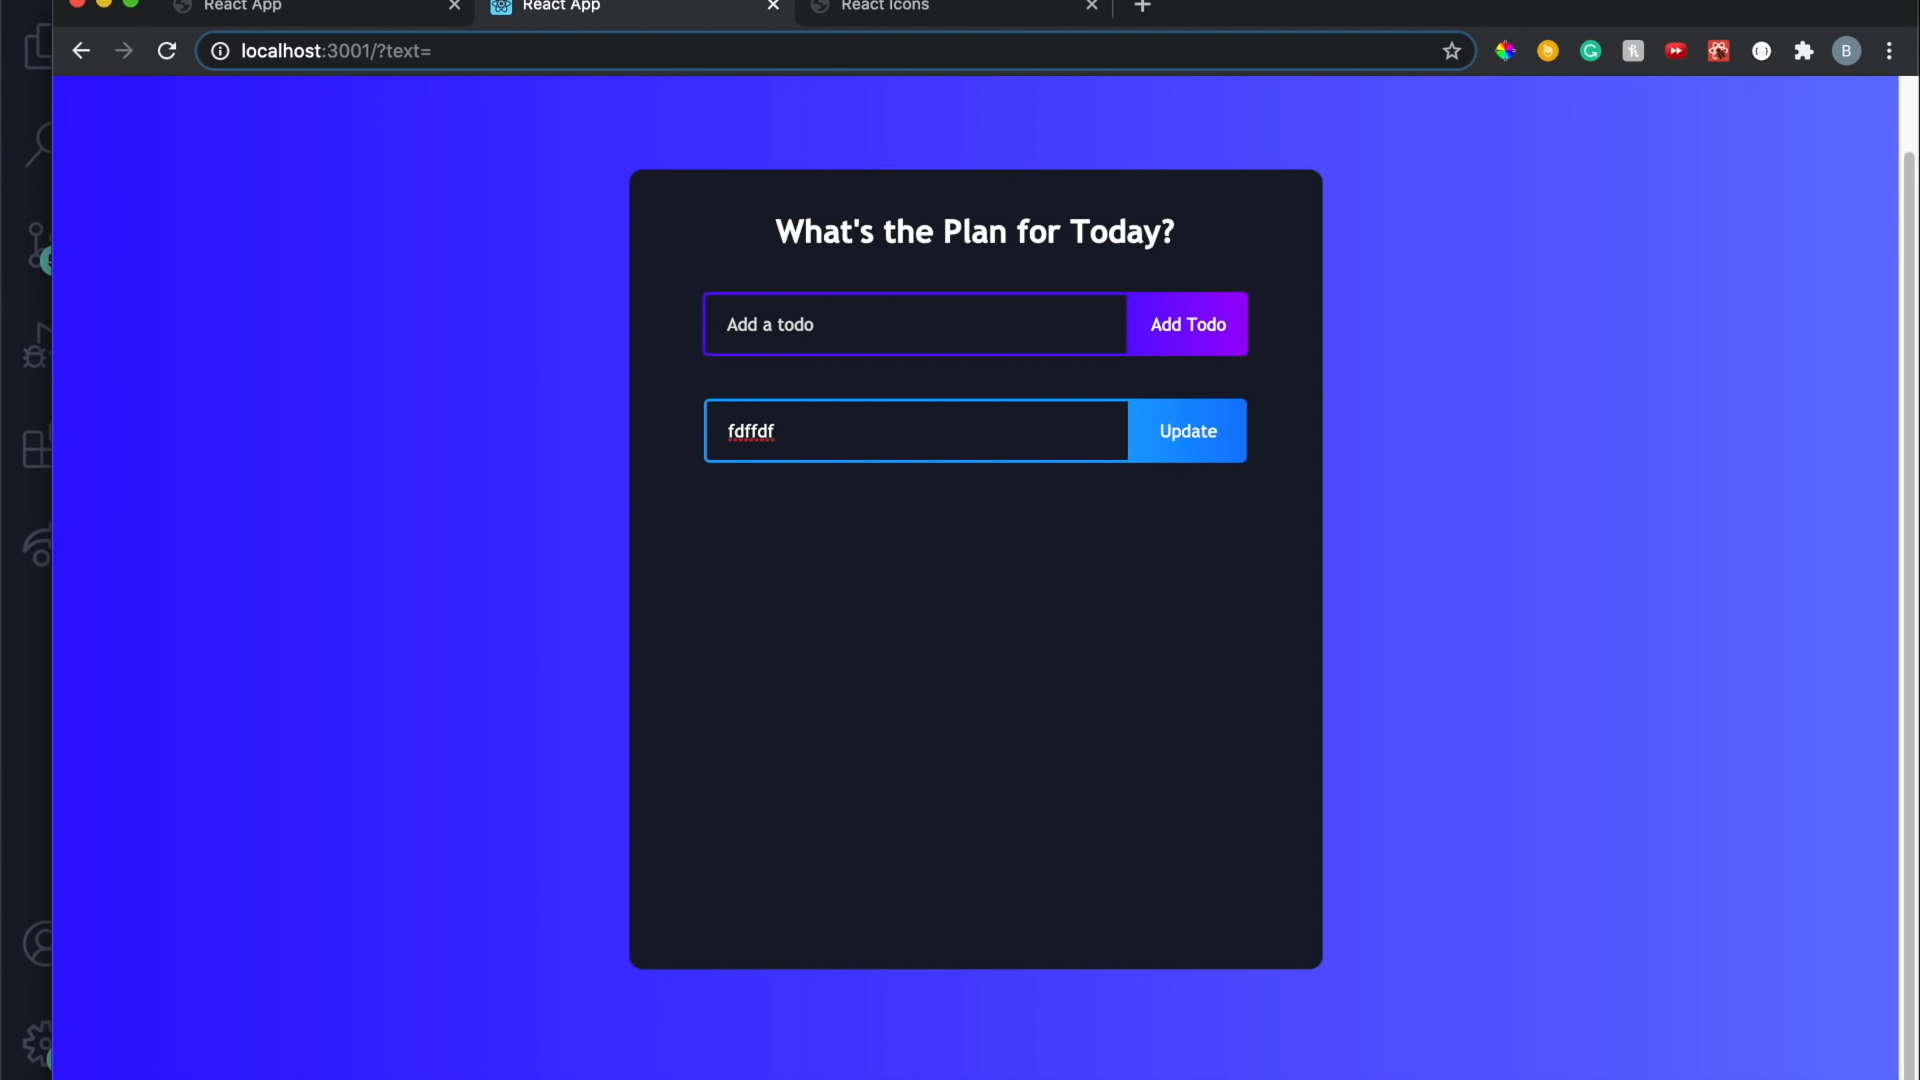 React App
React App
React Icons
localhost:3001/?text=
B
What's the Plan for Today?
Add a todo
Add Todo
fdffdf
Update